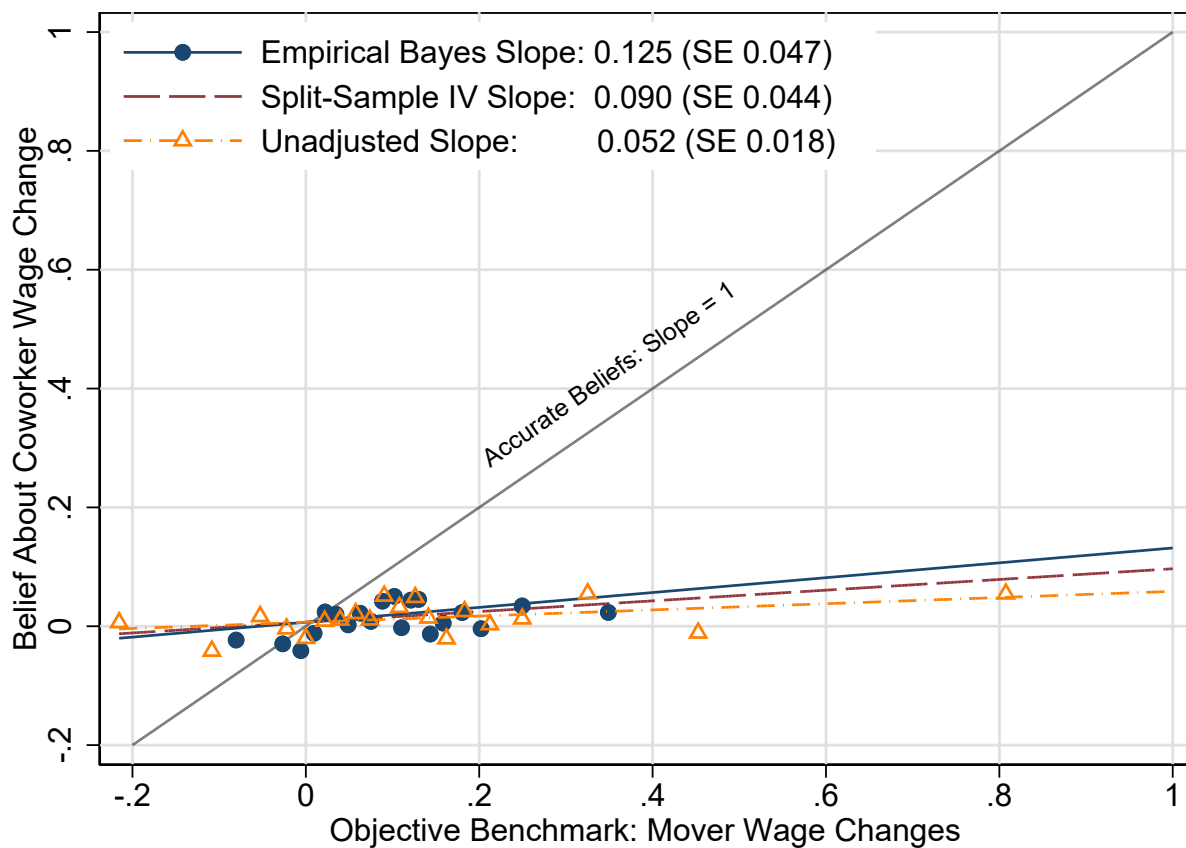 Empirical Bayes Slope: 0.125 (SE 0.047)
Split-Sample IV Slope: 0.090 (SE 0.044)
Unadjusted Slope: 0.052 (SE 0.018)
Belief About Coworker Wage Change
1
.8
.6
.4
.2
0
-.2
Accurate Beliefs: Slope = 1
-.2 0 .2 .4 .6 .8 1
Objective Benchmark: Mover Wage Changes